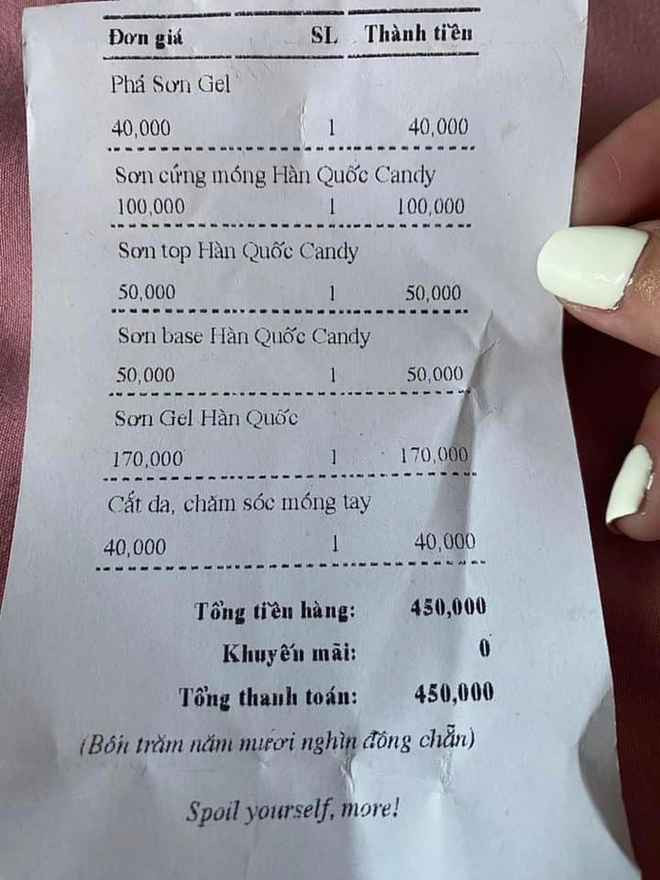 Đơn giá SL Thành tiền
Phá Sơn Gel
40,000 1 40,000
Sơn cứng móng Hàn Quốc Candy
100,000 1 100,000
Sơn top Hàn Quốc Candy
50,000 1 50,000
Sơn base Hàn Quốc Candy
50,000 1 50,000
Sơn Gel Hàn Quốc
170,000 1 170,000
Cắt da, chăm sóc móng tay
40,000 1 40,000
Tổng tiền hàng: 450,000
Khuyến mãi: 0
Tổng thanh toán: 450,000
(Bốn trăm năm mươi nghìn đồng chẵn)
Spoil yourself, more!